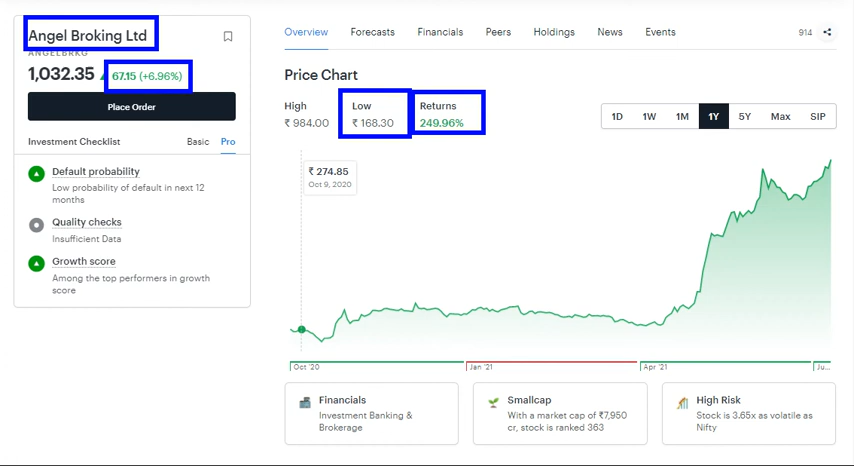 Angel Broking Ltd
ANGELBRKG
1,032.35 67.15 (+6.96%)
Place Order
Investment Checklist Basic Pro
Default probability
Low probability of default in next 12
months
Quality checks
Insufficient Data
Growth score
Among the top performers in growth
score
Overview Forecasts Financials Peers Holdings News Events 914
Price Chart
High Low Returns
₹ 984.00 ₹ 168.30 249.96%
1D 1W 1M 1Y 5Y Max SIP
₹ 274.85
Oct 9, 2020
Oct '20 Jan '21 Apr '21 Ju...
Financials
Investment Banking &
Brokerage
Smallcap
With a market cap of ₹7,950
cr, stock is ranked 363
High Risk
Stock is 3.65x as volatile as
Nifty